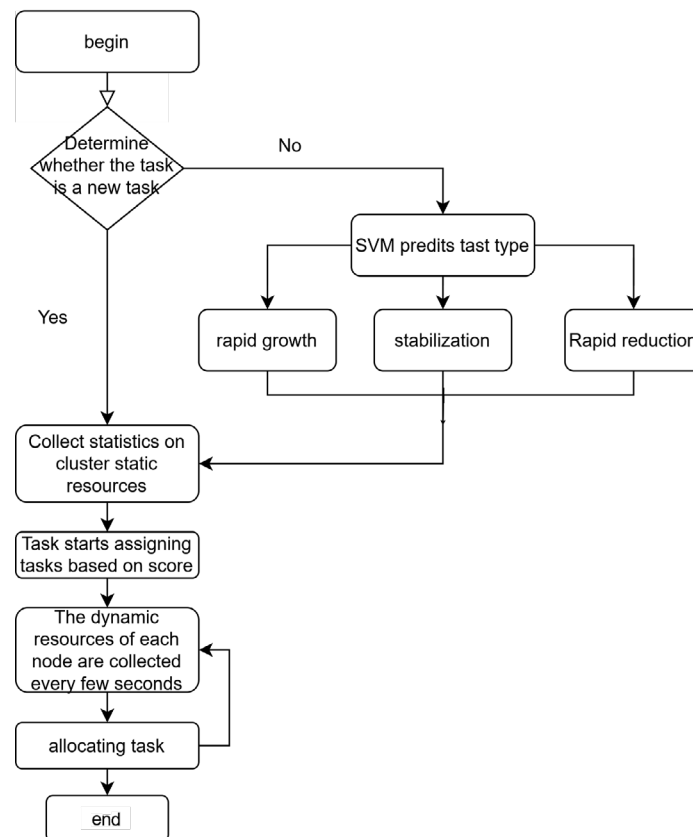 begin
Determine
whether the task
is a new task
No
SVM predits tast type
Yes
rapid growth
stabilization
Rapid reduction
Collect statistics on
cluster static
resources
Task starts assigning
tasks based on score
The dynamic
resources of each
node are collected
every few seconds
allocating task
end